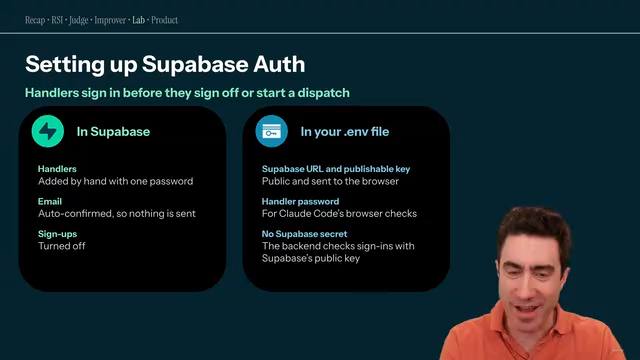 Recap • RSI • Judge • Improver • Lab • Product
Setting up Supabase Auth
Handlers sign in before they sign off or start a dispatch
In Supabase
Handlers
Added by hand with one password
Email
Auto-confirmed, so nothing is sent
Sign-ups
Turned off
In your .env file
Supabase URL and publishable key
Public and sent to the browser
Handler password
For Claude Code's browser checks
No Supabase secret
The backend checks sign-ins with
Supabase's public key